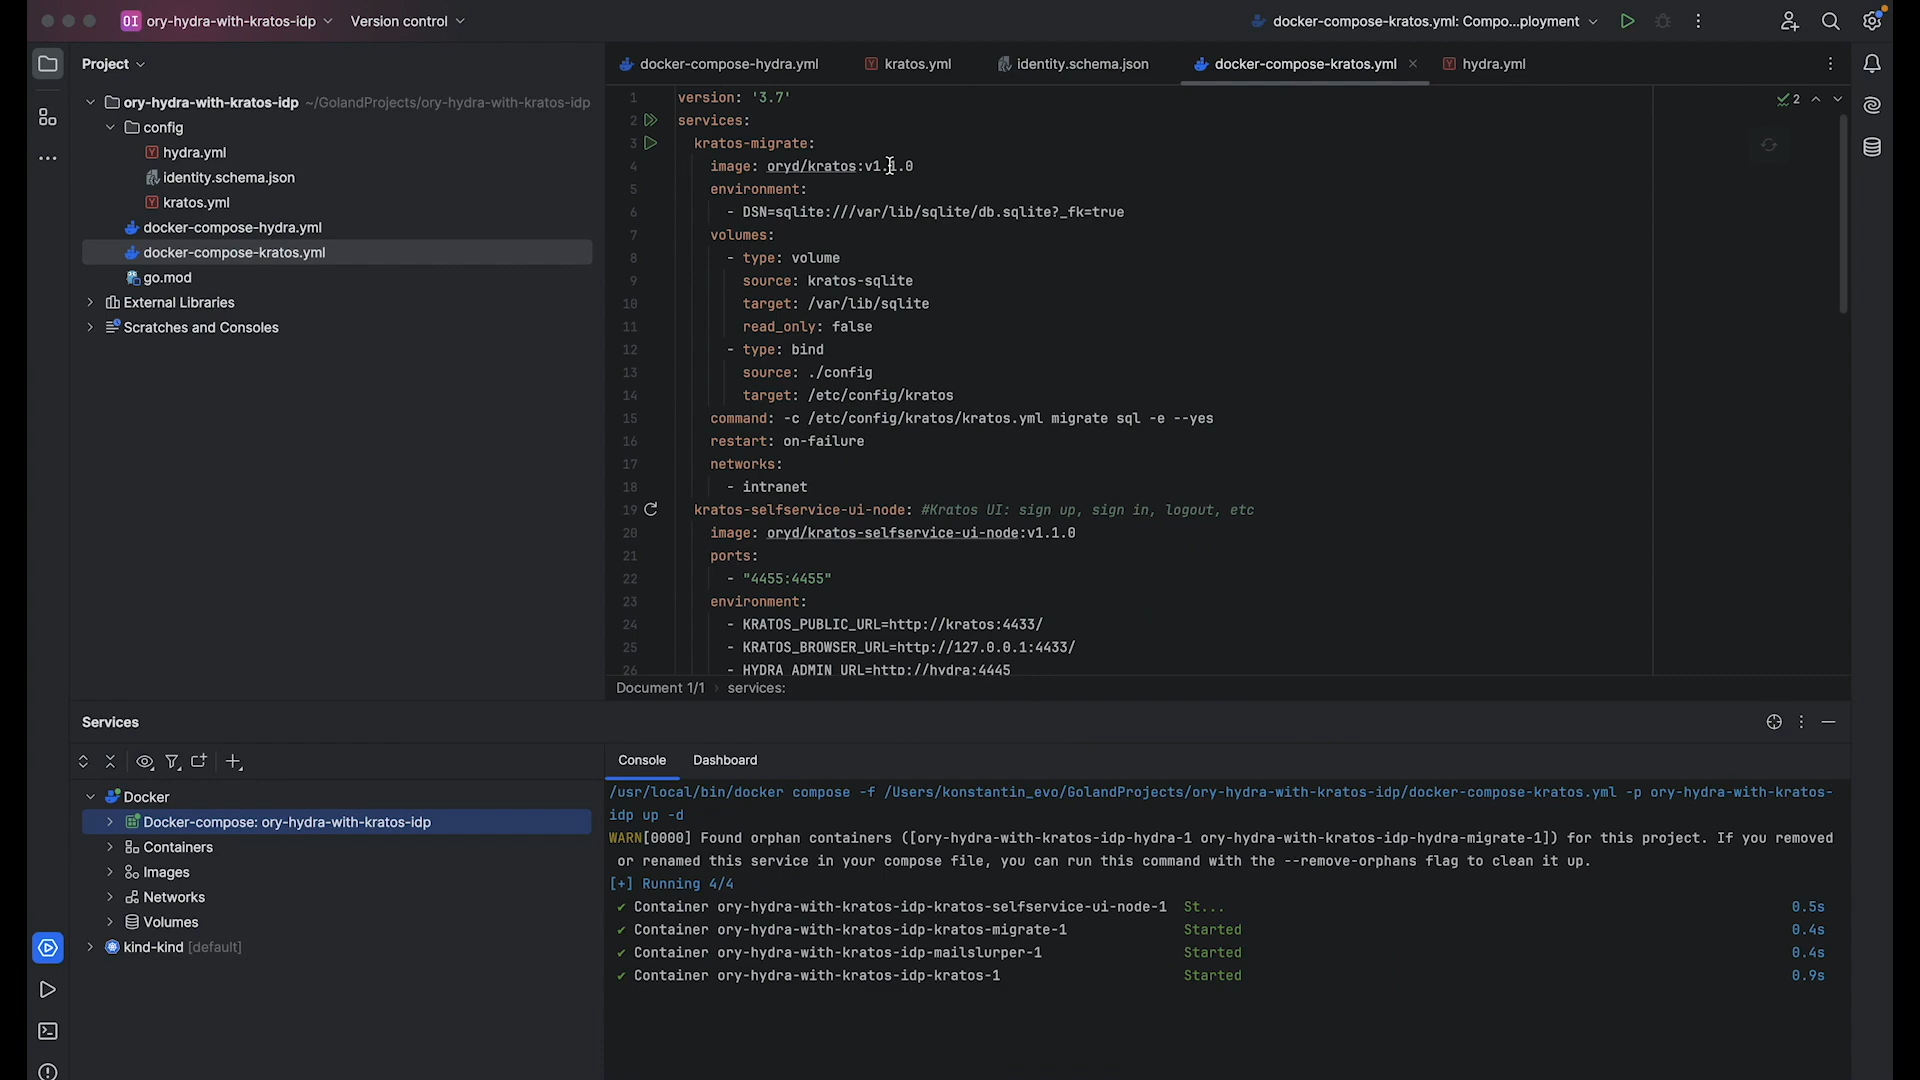 OI ory-hydra-with-kratos-idp Version control docker-compose-kratos.yml: Compo...ployment
Project
ory-hydra-with-kratos-idp ~/GolandProjects/ory-hydra-with-kratos-idp
config
hydra.yml
identity.schema.json
kratos.yml
docker-compose-hydra.yml
docker-compose-kratos.yml
go.mod
External Libraries
Scratches and Consoles
docker-compose-hydra.yml kratos.yml identity.schema.json docker-compose-kratos.yml hydra.yml
2
1 version: '3.7'
2 services:
3 kratos-migrate:
4 image: oryd/kratos:v1.1.0
5 environment:
6 - DSN=sqlite:///var/lib/sqlite/db.sqlite?_fk=true
7 volumes:
8 - type: volume
9 source: kratos-sqlite
10 target: /var/lib/sqlite
11 read_only: false
12 - type: bind
13 source: ./config
14 target: /etc/config/kratos
15 command: -c /etc/config/kratos/kratos.yml migrate sql -e --yes
16 restart: on-failure
17 networks:
18 - intranet
19 kratos-selfservice-ui-node: #Kratos UI: sign up, sign in, logout, etc
20 image: oryd/kratos-selfservice-ui-node:v1.1.0
21 ports:
22 - "4455:4455"
23 environment:
24 - KRATOS_PUBLIC_URL=http://kratos:4433/
25 - KRATOS_BROWSER_URL=http://127.0.0.1:4433/
26 - HYDRA_ADMIN_URL=http://hydra:4445
Document 1/1 › services:
Services
Docker
Docker-compose: ory-hydra-with-kratos-idp
Containers
Images
Networks
Volumes
kind-kind [default]
Console Dashboard
/usr/local/bin/docker compose -f /Users/konstantin_evo/GolandProjects/ory-hydra-with-kratos-idp/docker-compose-kratos.yml -p ory-hydra-with-kratos-
idp up -d
WARN[0000] Found orphan containers ([ory-hydra-with-kratos-idp-hydra-1 ory-hydra-with-kratos-idp-hydra-migrate-1]) for this project. If you removed
or renamed this service in your compose file, you can run this command with the --remove-orphans flag to clean it up.
[+] Running 4/4
✔ Container ory-hydra-with-kratos-idp-kratos-selfservice-ui-node-1 St... 0.5s
✔ Container ory-hydra-with-kratos-idp-kratos-migrate-1 Started 0.4s
✔ Container ory-hydra-with-kratos-idp-mailslurper-1 Started 0.4s
✔ Container ory-hydra-with-kratos-idp-kratos-1 Started 0.9s